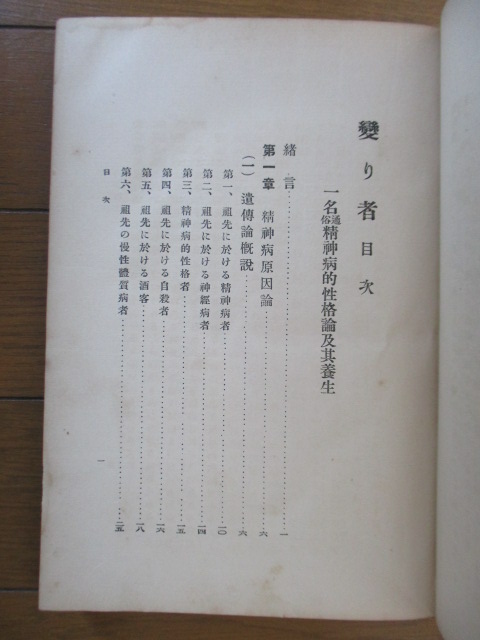 變り者目次
一名通俗精神病的性格論及其養生
緒言……………一
第一章 精神病原因論……………六
(一) 遺傳論概說……………六
第一、祖先に於ける精神病者……………一〇
第二、祖先に於ける神經病者……………一四
第三、精神病的性格者……………一五
第四、祖先に於ける自殺者……………一六
第五、祖先に於ける酒客……………一八
第六、祖先の慢性體質病者……………二五
目次
一